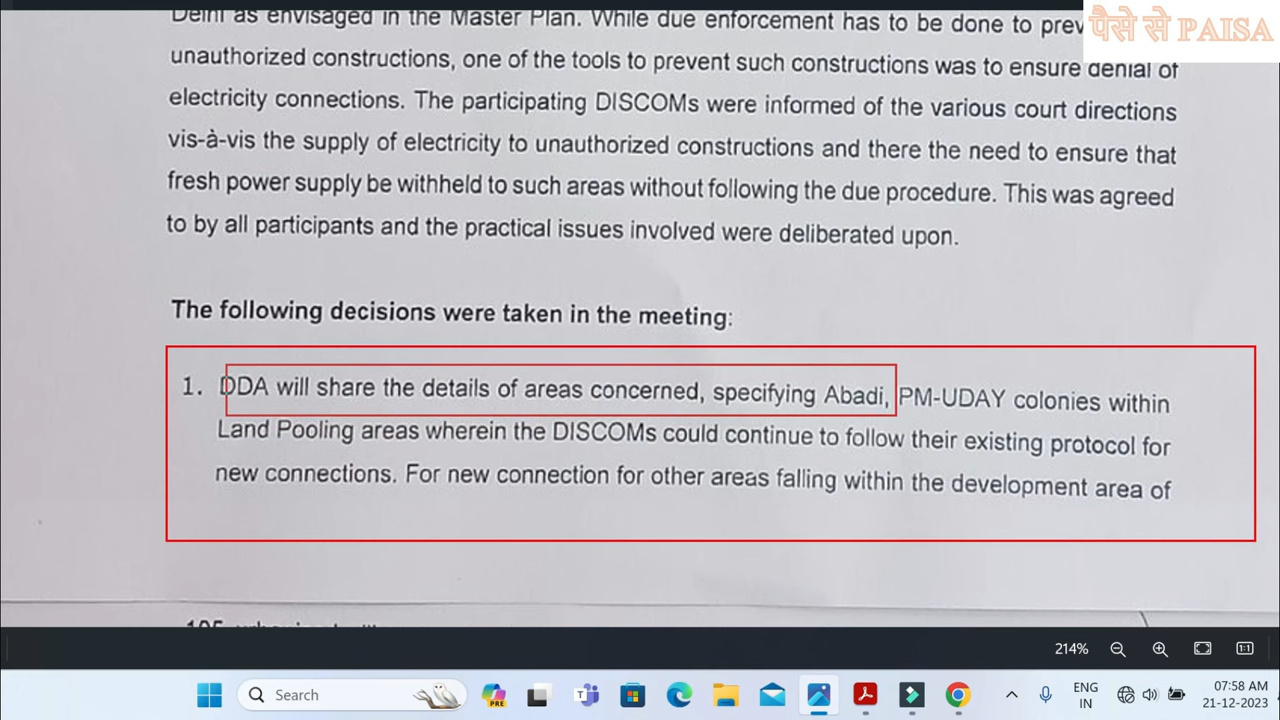 Delhi as envisaged in the Master Plan. While due enforcement has to be done to
पैसे से PAISA
unauthorized constructions, one of the tools to prevent such constructions was to ensure denial of
electricity connections. The participating DISCOMs were informed of the various court directions
vis-à-vis the supply of electricity to unauthorized constructions and there the need to ensure that
fresh power supply be withheld to such areas without following the due procedure. This was agreed
to by all participants and the practical issues involved were deliberated upon.
The following decisions were taken in the meeting:
1. DDA will share the details of areas concerned, specifying Abadi, PM-UDAY colonies within
Land Pooling areas wherein the DISCOMs could continue to follow their existing protocol for
new connections. For new connection for other areas falling within the development area of
214%
1:1
Search
PRE
ENG
IN
07:58 AM
21-12-2023